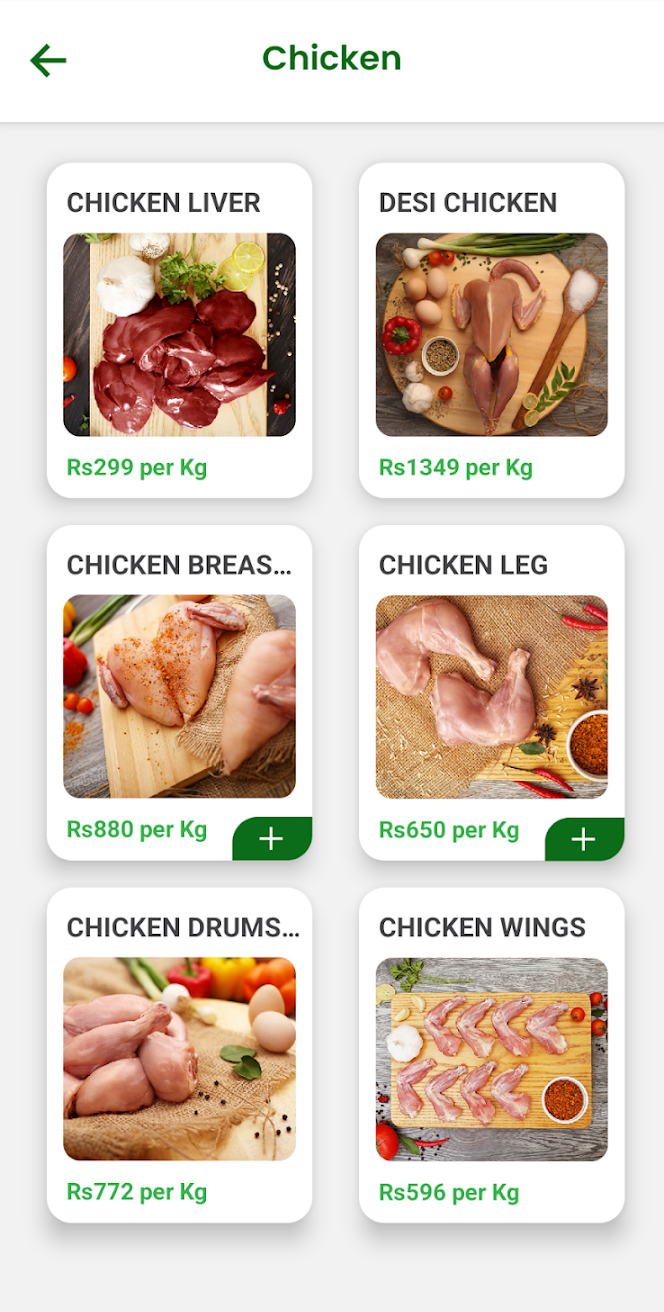 Chicken
CHICKEN LIVER
Rs299 per Kg
DESI CHICKEN
Rs1349 per Kg
CHICKEN BREAS...
Rs880 per Kg
CHICKEN LEG
Rs650 per Kg
CHICKEN DRUMS...
Rs772 per Kg
CHICKEN WINGS
Rs596 per Kg